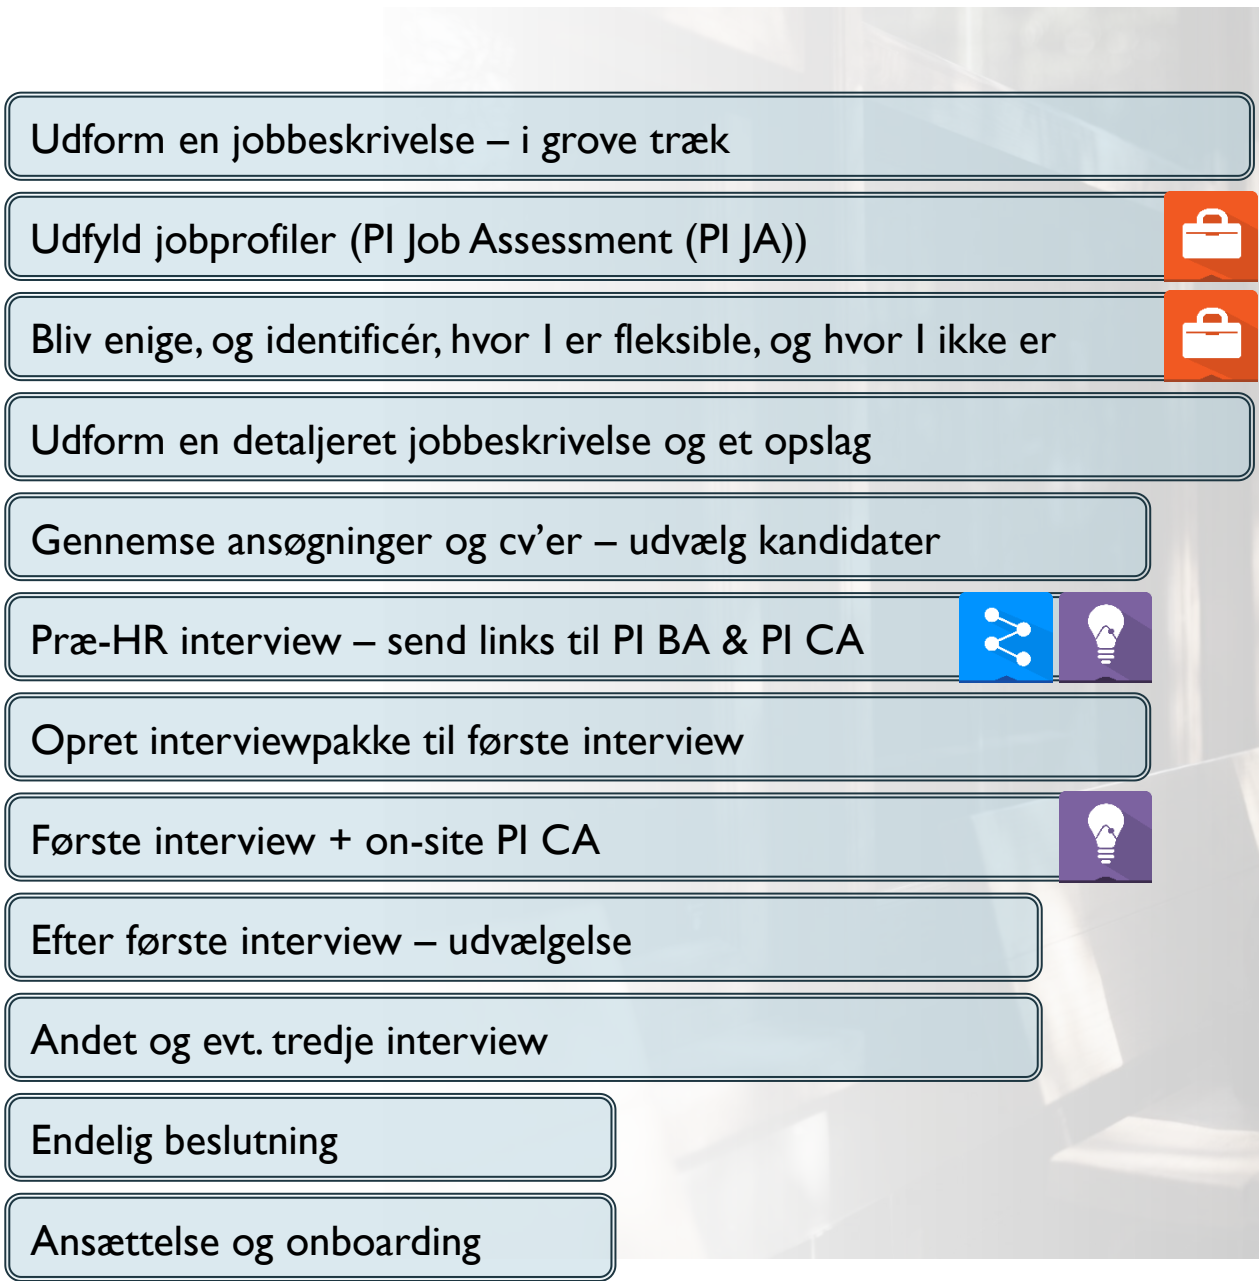 Udform en jobbeskrivelse – i grove træk
Udfyld jobprofiler (PI Job Assessment (PI JA))
Bliv enige, og identificér, hvor I er fleksible, og hvor I ikke er
Udform en detaljeret jobbeskrivelse og et opslag
Gennemse ansøgninger og cv’er – udvælg kandidater
Præ-HR interview – send links til PI BA & PI CA
Opret interviewpakke til første interview
Første interview + on-site PI CA
Efter første interview – udvælgelse
Andet og evt. tredje interview
Endelig beslutning
Ansættelse og onboarding